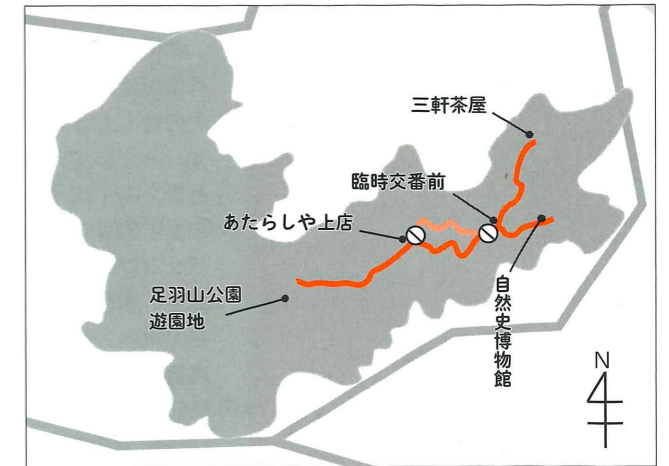 三軒茶屋
臨時交番前
あたらしや上店
足羽山公園
遊園地
自然史博物館
N